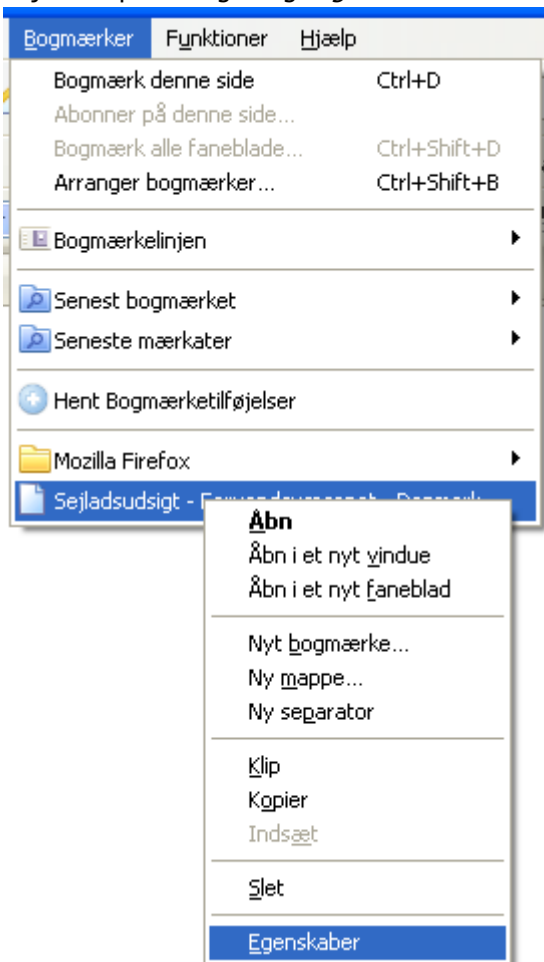 Bogmærker Funktioner Hjælp
Bogmærk denne side Ctrl+D
Abonner på denne side...
Bogmærk alle faneblade... Ctrl+Shift+D
Arranger bogmærker... Ctrl+Shift+B
Bogmærkelinjen
Senest bogmærket
Seneste mærkater
Hent Bogmærketilføjelser
Mozilla Firefox
Sejladsudsigt -
Åbn
Åbn i et nyt vindue
Åbn i et nyt faneblad
Nyt bogmærke...
Ny mappe...
Ny separator
Klip
Kopier
Indsæt
Slet
Egenskaber